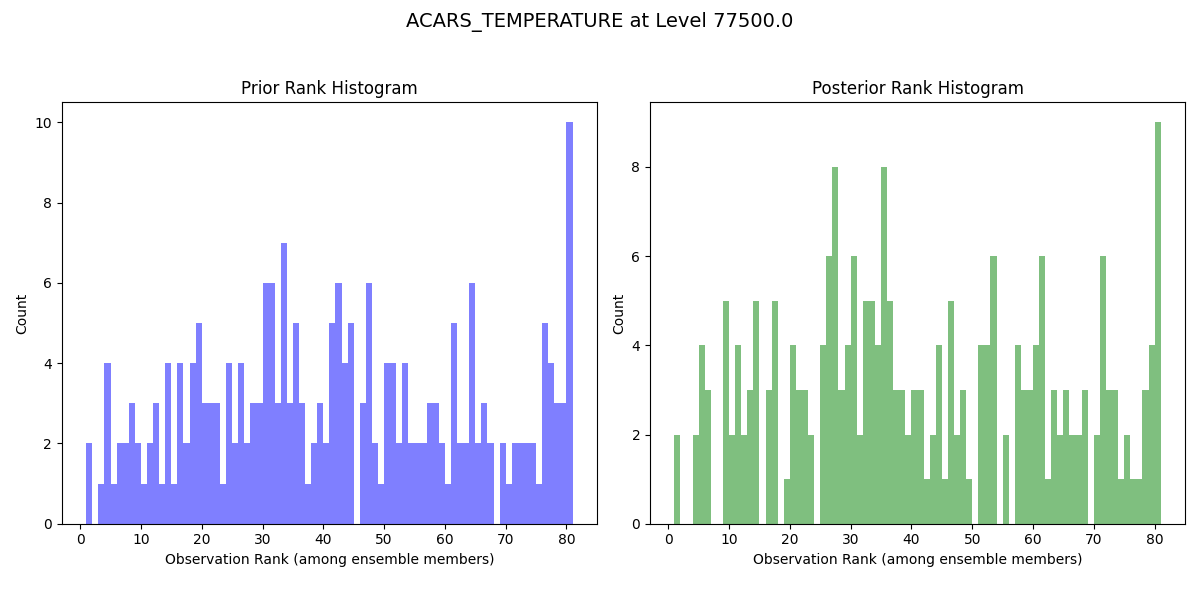 ACARS_TEMPERATURE at Level 77500.0
Prior Rank Histogram
Count
10
8
6
4
2
0
0 10 20 30 40 50 60 70 80
Observation Rank (among ensemble members)
Posterior Rank Histogram
Count
8
6
4
2
0
0 10 20 30 40 50 60 70 80
Observation Rank (among ensemble members)